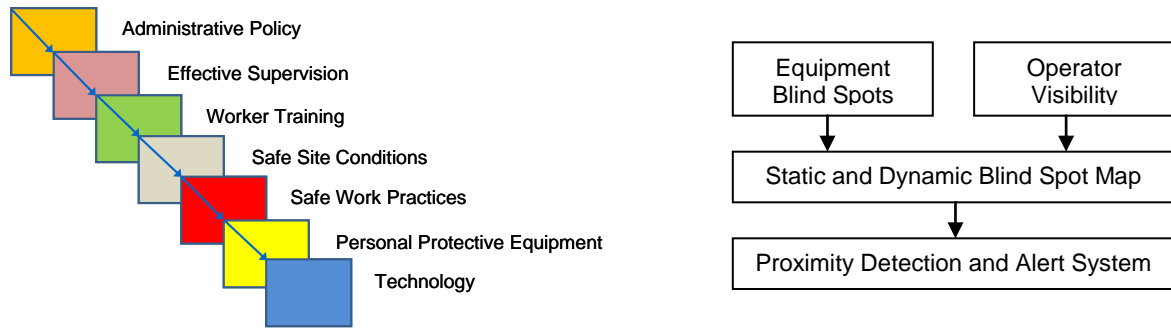 Administrative Policy
Effective Supervision
Worker Training
Safe Site Conditions
Safe Work Practices
Personal Protective Equipment
Technology
Equipment
Blind Spots
Operator
Visibility
Static and Dynamic Blind Spot Map
Proximity Detection and Alert System